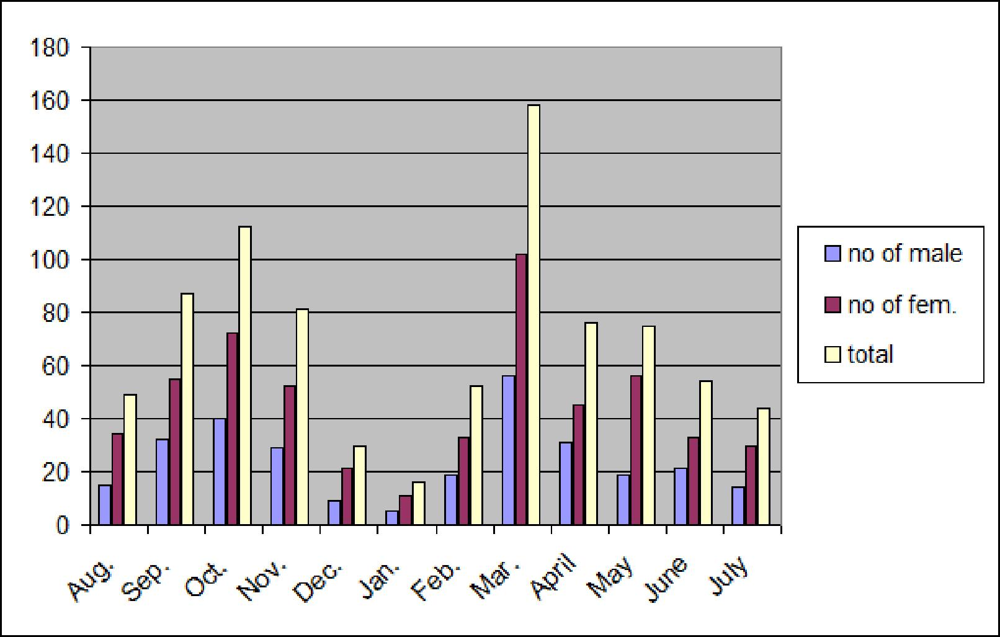 180
160
140
120
100
80
60
40
20
0
Aug. Sep. Oct. Nov. Dec. Jan. Feb. Mar. April May June July
no of male
no of fem.
total